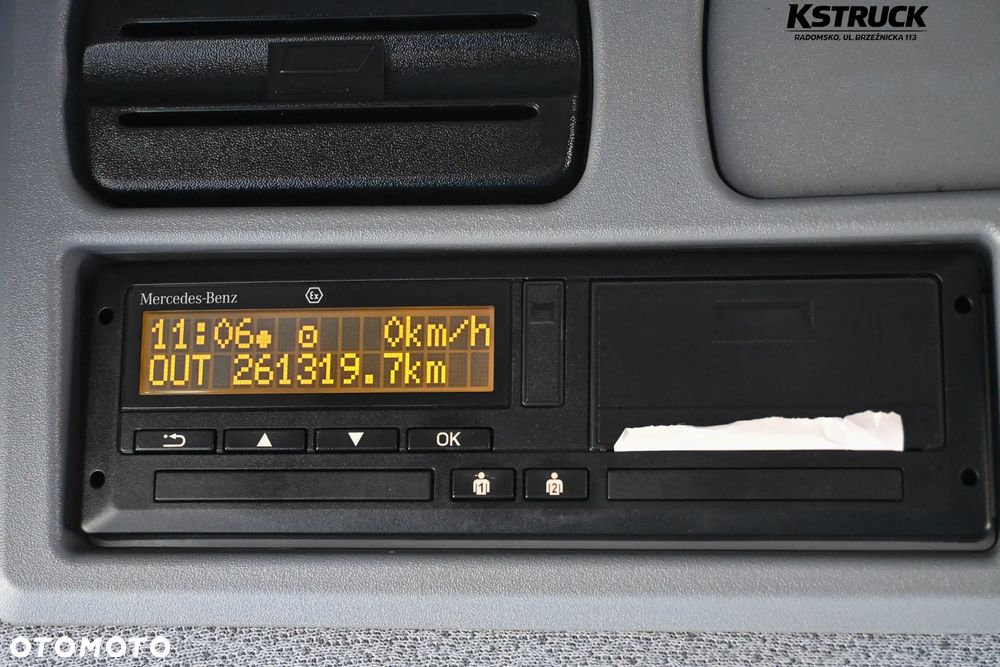 KSTRUCK
RADOMSKO, UL.BRZEŹNICKA 113
Mercedes-Benz
Ex
11:06 0km/h
OUT 261319.7km
OK
1
2
OTOMOTO